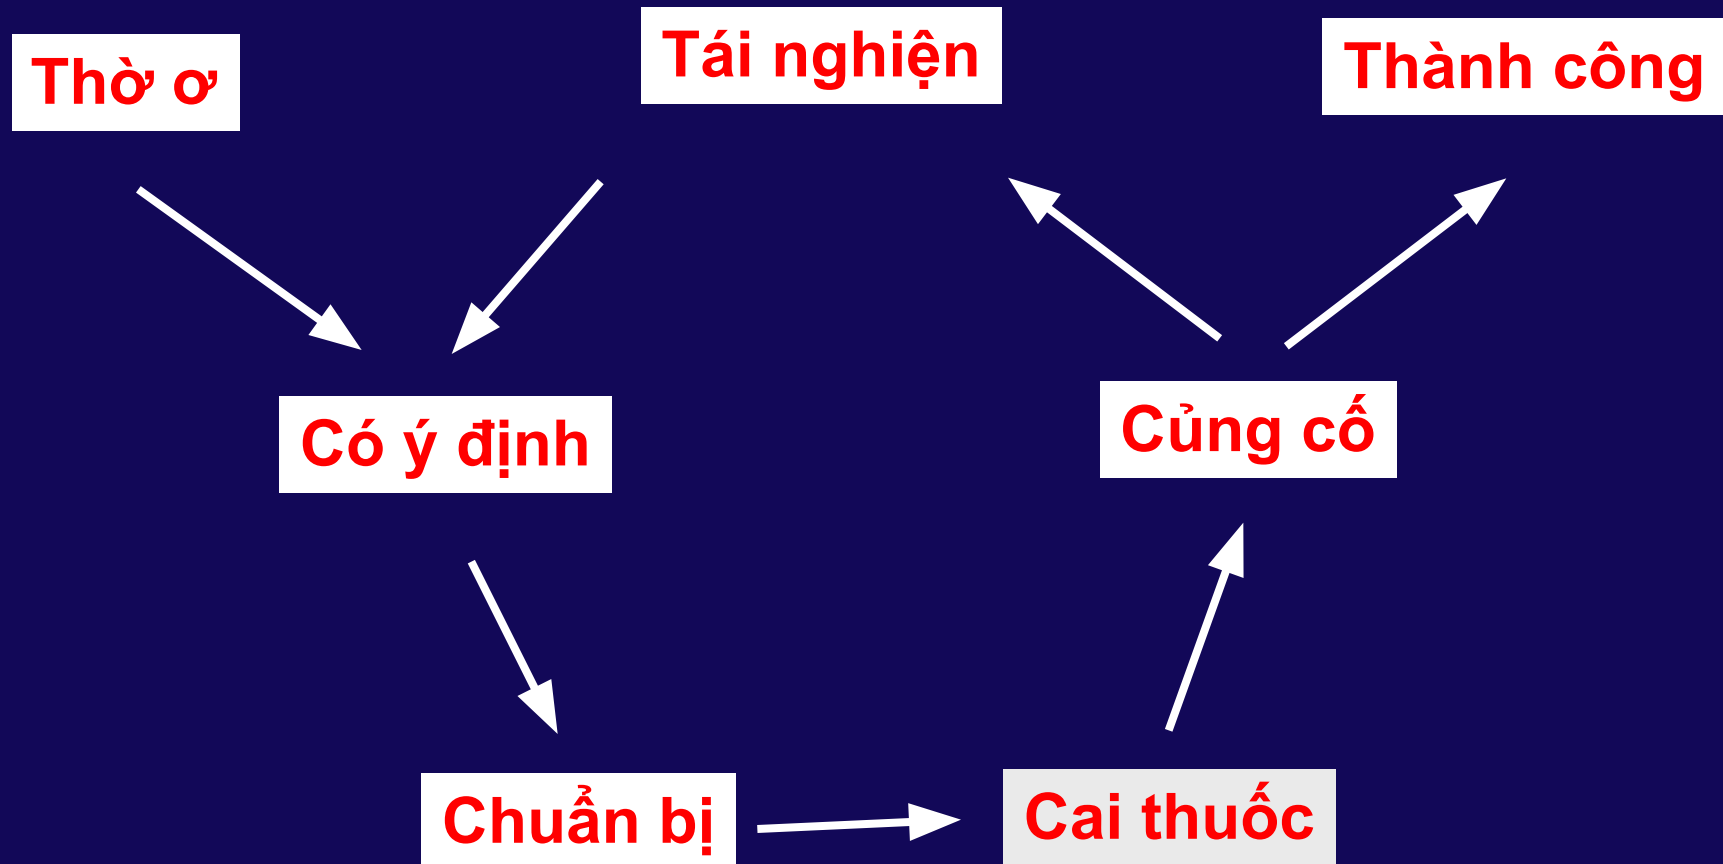 Thờ ơ
Tái nghiện
Thành công
Có ý định
Củng cố
Chuẩn bị
Cai thuốc